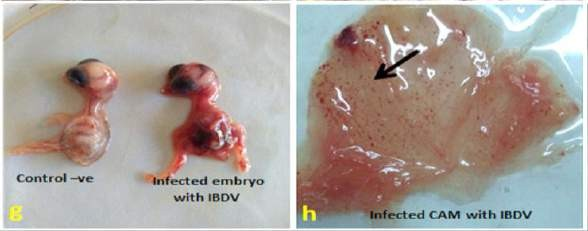 Control –ve
Infected embryo
with IBDV
g
Infected CAM with IBDV
h